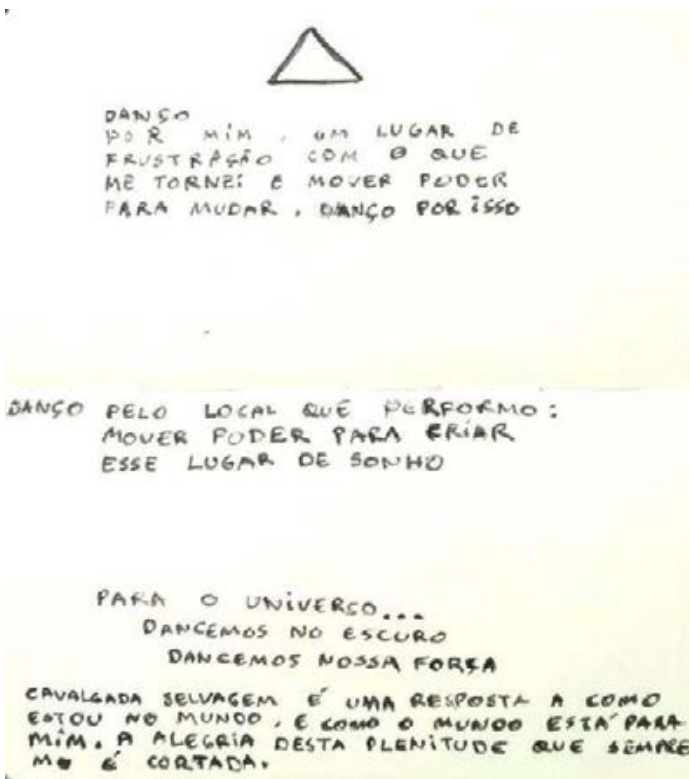 DANÇO
POR MIM, UM LUGAR DE
FRUSTRAÇÃO COM O QUE
ME TORNEI E MOVER PODER
PARA MUDAR, DANÇO POR ISSO
DANÇO PELO LOCAL QUE PERFORMO:
MOVER PODER PARA CRIAR
ESSE LUGAR DE SONHO
PARA O UNIVERSO...
DANCEMOS NO ESCURO
DANCEMOS NOSSA FORÇA
CAVALGADA SELVAGEM É UMA RESPOSTA A COMO
ESTOU NO MUNDO. E COMO O MUNDO ESTÁ PARA
MIM. A ALEGRIA DESTA PLENITUDE QUE SEMPRE
É CORTADA.